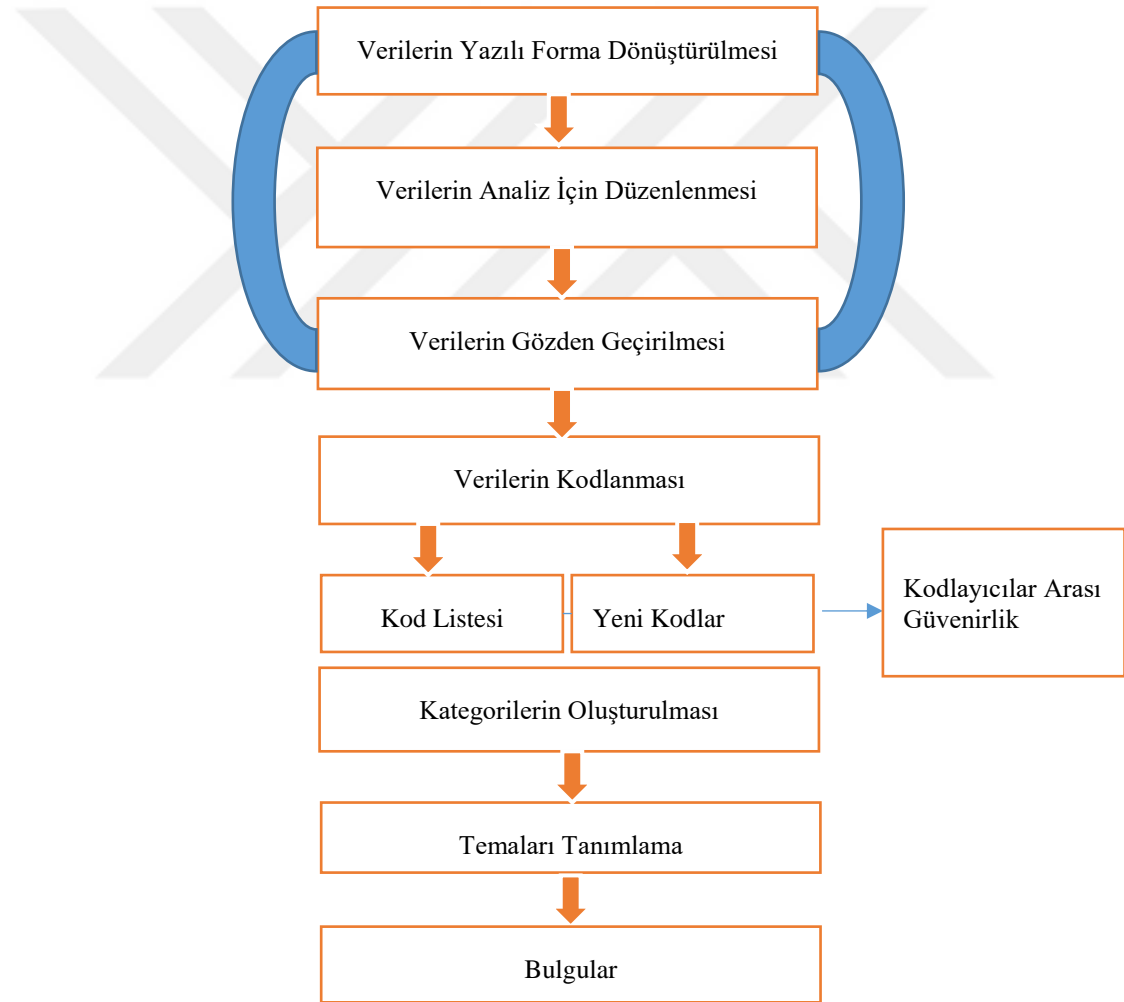 Verilerin Yazılı Forma Dönüştürülmesi
Verilerin Analiz İçin Düzenlenmesi
Verilerin Gözden Geçirilmesi
Verilerin Kodlanması
Kod Listesi
Yeni Kodlar
Kodlayıcılar Arası
Güvenirlik
Kategorilerin Oluşturulması
Temaları Tanımlama
Bulgular